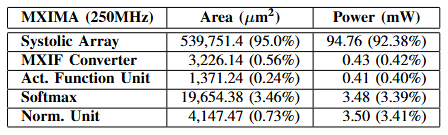 MXIMA (250MHz) Area (μm²) Power (mW)
Systolic Array 539,751.4 (95.0%) 94.76 (92.38%)
MXIF Converter 3,226.14 (0.56%) 0.43 (0.42%)
Act. Function Unit 1,371.24 (0.24%) 0.41 (0.40%)
Softmax 19,654.38 (3.46%) 3.48 (3.39%)
Norm. Unit 4,147.47 (0.73%) 3.50 (3.41%)